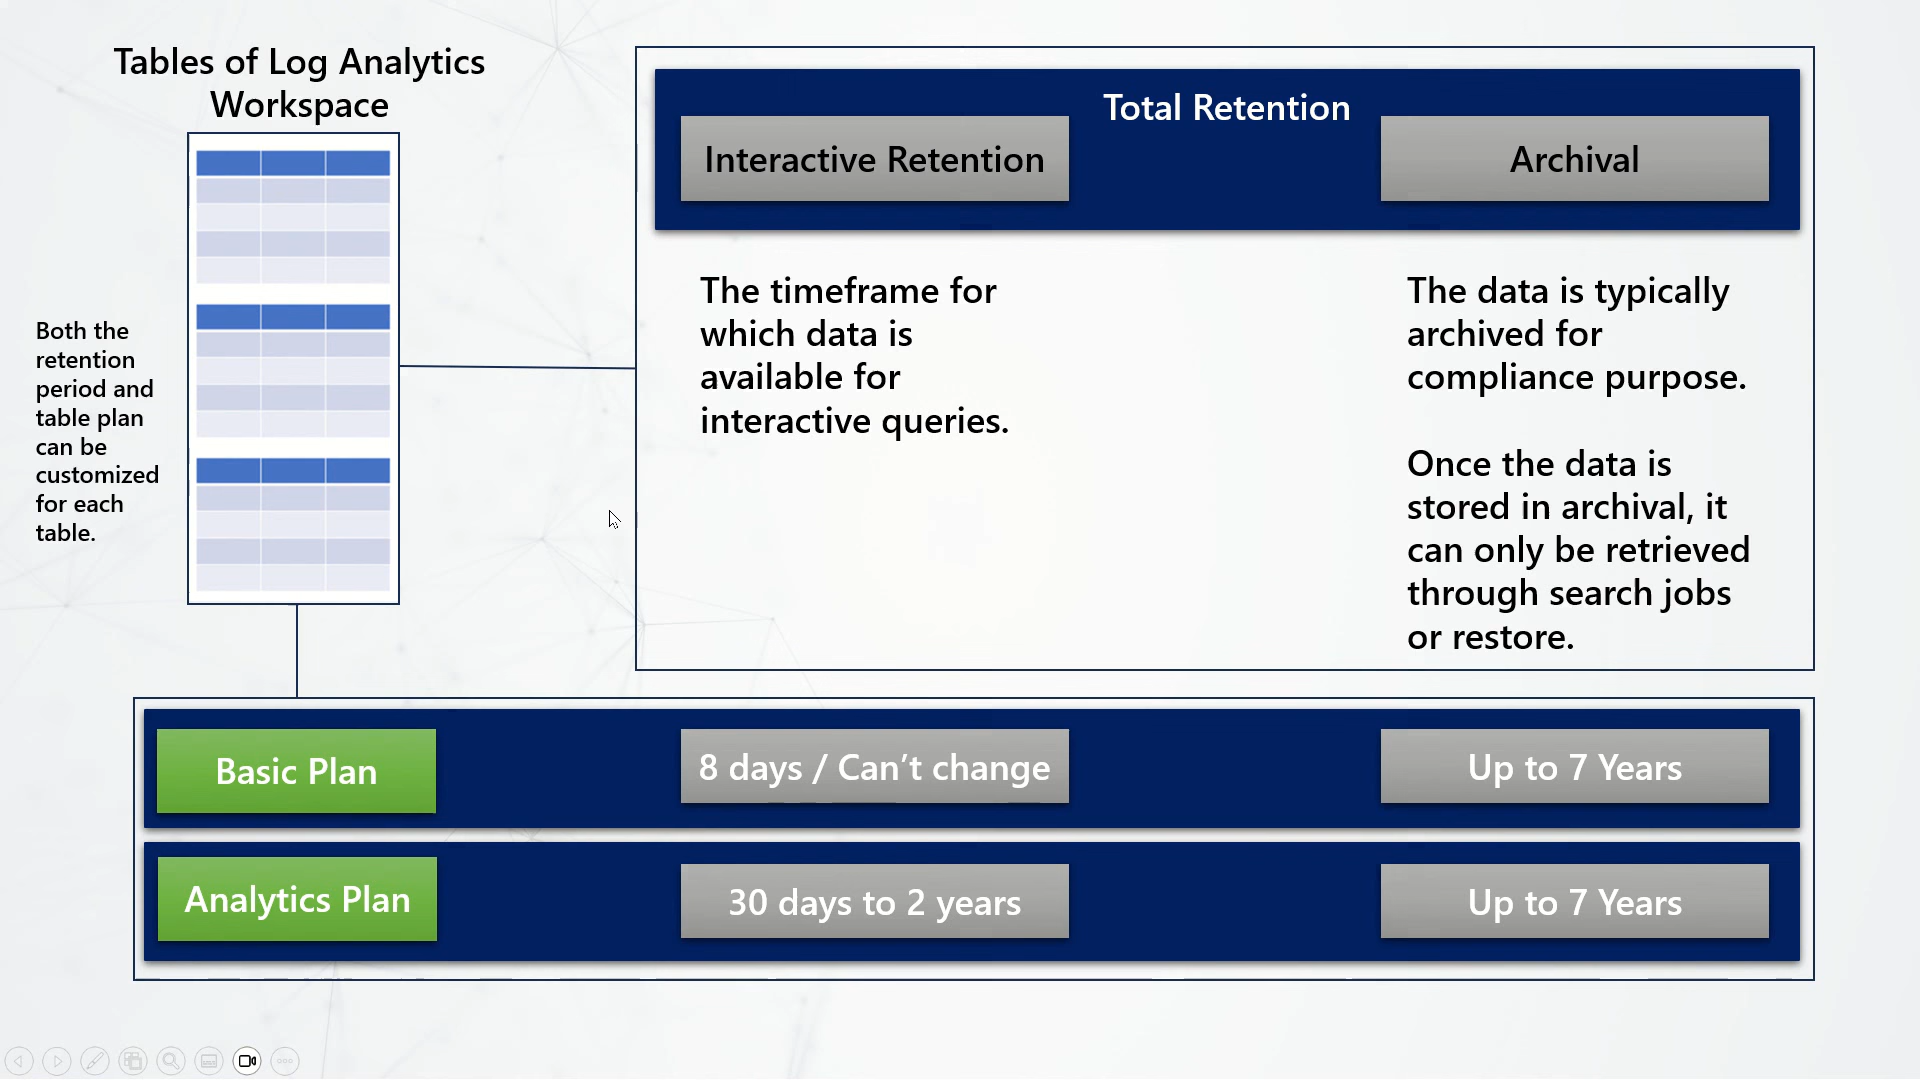 Tables of Log Analytics
Workspace
Both the
retention
period and
table plan
can be
customized
for each
table.
Total Retention
Interactive Retention
Archival
The timeframe for
which data is
available for
interactive queries.
The data is typically
archived for
compliance purpose.
Once the data is
stored in archival, it
can only be retrieved
through search jobs
or restore.
Basic Plan
8 days / Can’t change
Up to 7 Years
Analytics Plan
30 days to 2 years
Up to 7 Years